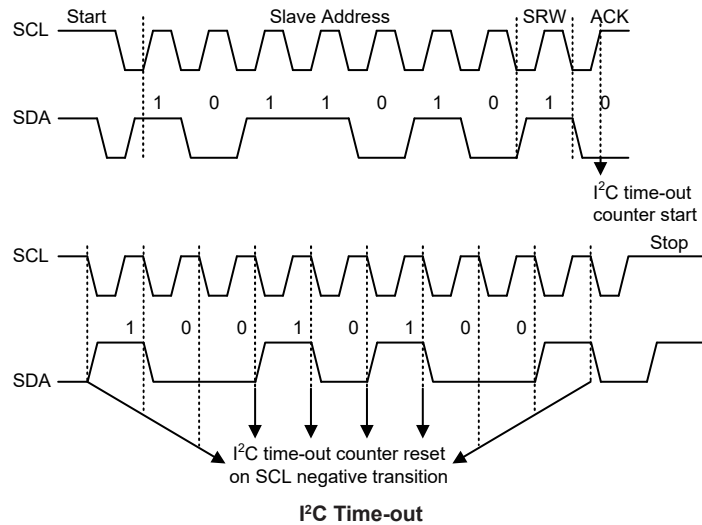 Start Slave Address SRW ACK
SCL
1 0 1 1 0 1 0 1 0
SDA
I²C time-out
counter start
Stop
SCL
1 0 0 1 0 1 0 0
SDA
I²C time-out counter reset
on SCL negative transition
I²C Time-out